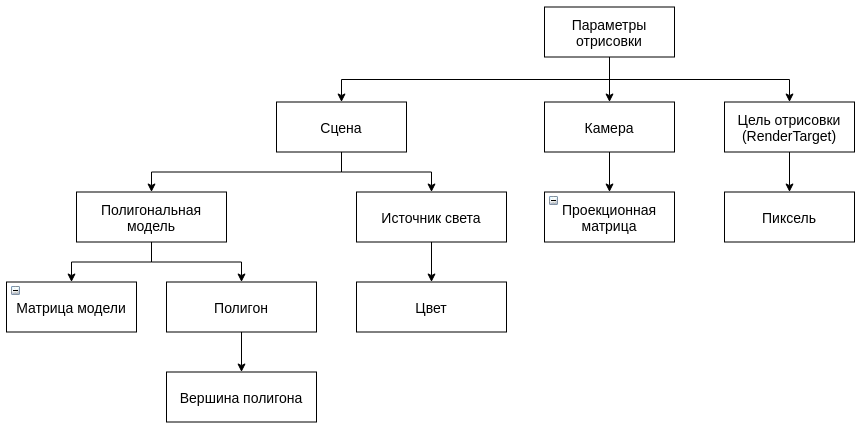 Параметры
отрисовки
Сцена
Камера
Цель отрисовки
(RenderTarget)
Полигональная
модель
Источник света
Проекционная
матрица
Пиксель
Матрица модели
Полигон
Цвет
Вершина полигона